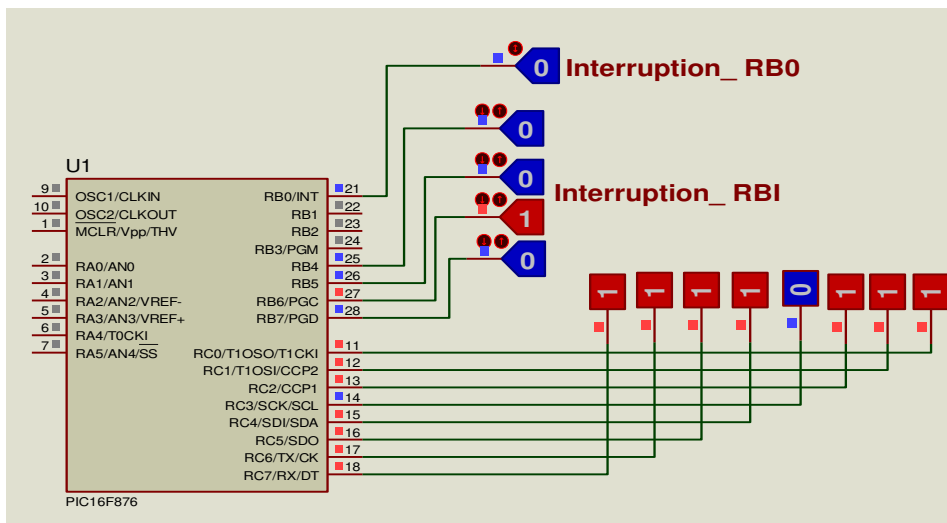 0 Interruption_ RB0
0
0
Interruption_ RBI
1
0
U1
9 OSC1/CLKIN
10 OSC2/CLKOUT
1 MCLR/Vpp/THV
2 RA0/AN0
3 RA1/AN1
4 RA2/AN2/VREF-
5 RA3/AN3/VREF+
6 RA4/T0CKI
7 RA5/AN4/SS
RB0/INT 21
RB1 22
RB2 23
RB3/PGM 24
RB4 25
RB5 26
RB6/PGC 27
RB7/PGD 28
RC0/T1OSO/T1CKI 11
RC1/T1OSI/CCP2 12
RC2/CCP1 13
RC3/SCK/SCL 14
RC4/SDI/SDA 15
RC5/SDO 16
RC6/TX/CK 17
RC7/RX/DT 18
1 1 1 1 0 1 1 1
PIC16F876